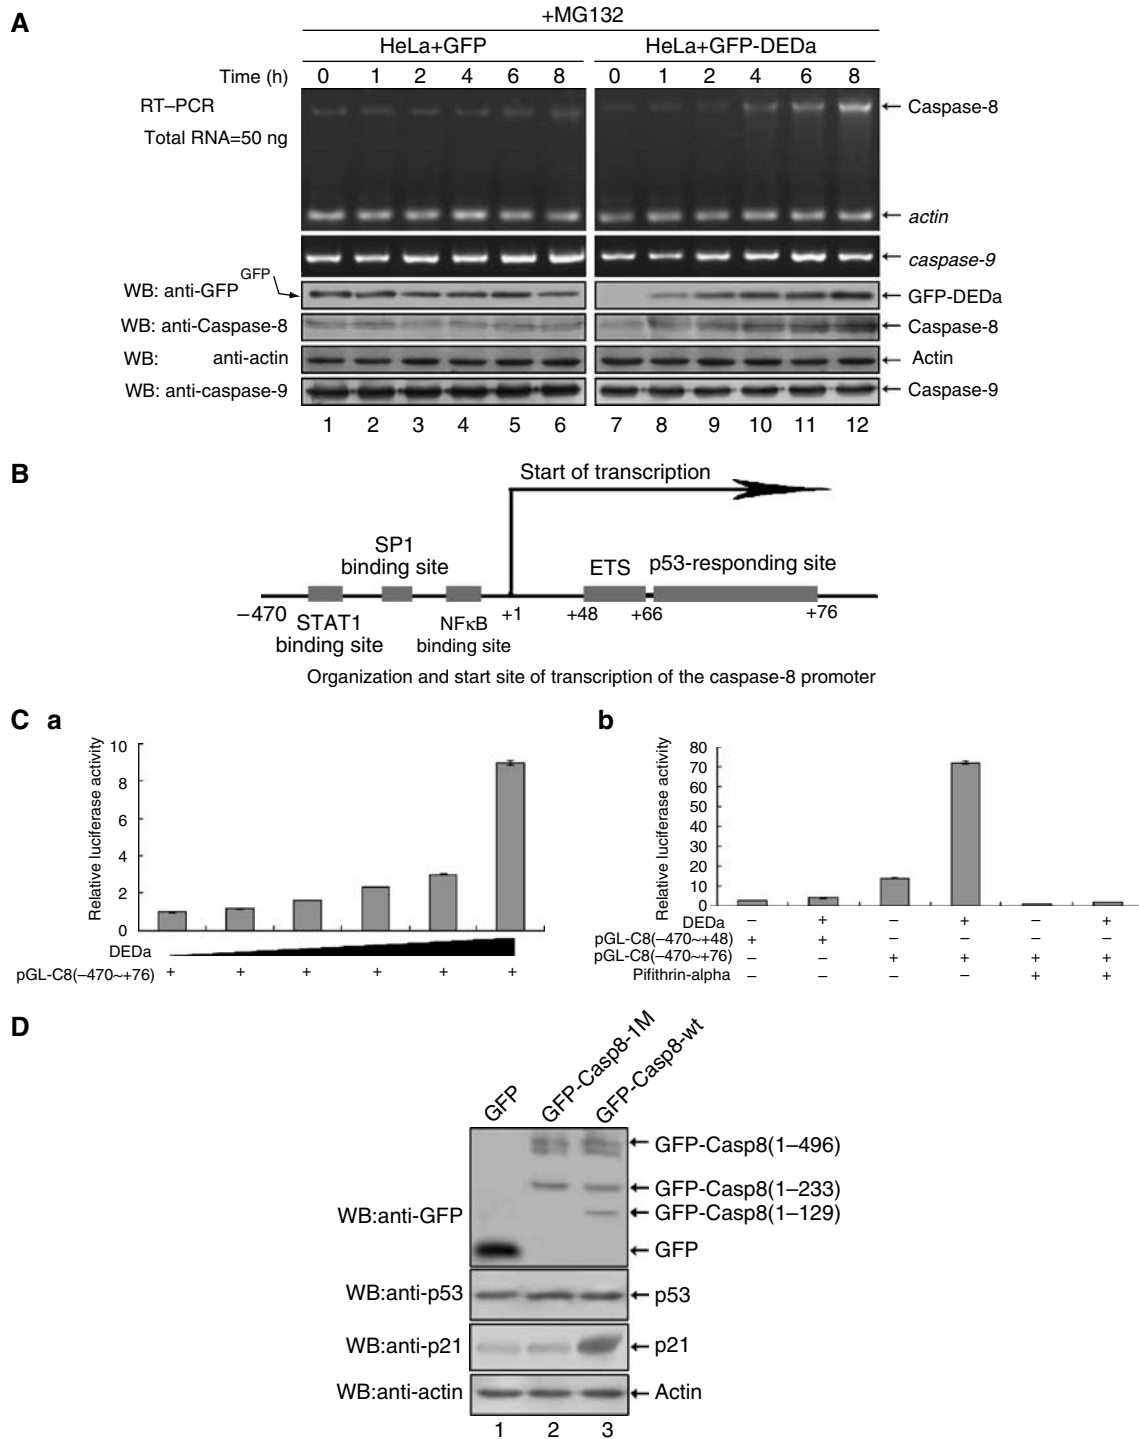 A
+MG132
HeLa+GFP HeLa+GFP-DEDa
Time (h) 0 1 2 4 6 8 0 1 2 4 6 8
RT–PCR
Caspase-8
Total RNA=50 ng
actin
caspase-9
GFP
WB: anti-GFP GFP-DEDa
WB: anti-Caspase-8 Caspase-8
WB: anti-actin Actin
WB: anti-caspase-9 Caspase-9
1 2 3 4 5 6 7 8 9 10 11 12
B
Start of transcription
SP1
binding site
ETS p53-responding site
−470 +1 +48 +66 +76
STAT1
binding site
NFκB
binding site
Organization and start site of transcription of the caspase-8 promoter
C a
Relative luciferase activity
10
8
6
4
2
0
DEDa
pGL-C8(−470~+76) + + + + + +
b
Relative luciferase activity
80
70
60
50
40
30
20
10
0
DEDa − + − + − +
pGL-C8(−470~+48) + + − − − −
pGL-C8(−470~+76) − − + + + +
Pifithrin-alpha − − − − + +
D
GFP
GFP-Casp8-1M
GFP-Casp8-wt
GFP-Casp8(1–496)
GFP-Casp8(1–233)
GFP-Casp8(1–129)
WB:anti-GFP
GFP
WB:anti-p53 p53
WB:anti-p21 p21
WB:anti-actin Actin
1 2 3